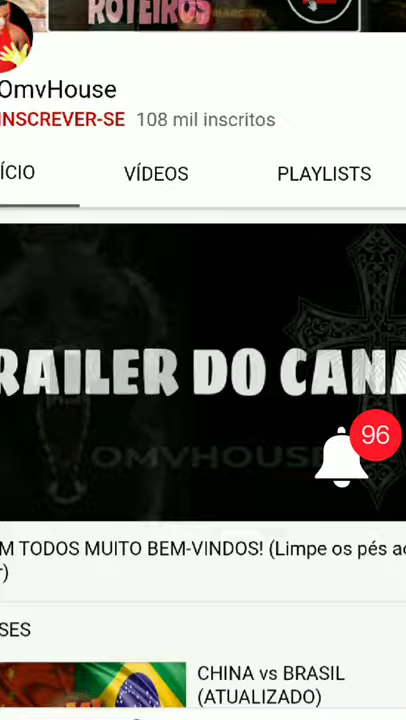 ROTEIROS
OmvHouse
INSCREVER-SE 108 mil inscritos
ÍCIO VÍDEOS PLAYLISTS
RAILER DO CANA
96
OMVHOUSE
M TODOS MUITO BEM-VINDOS! (Limpe os pés ao
r)
SES
CHINA vs BRASIL
(ATUALIZADO)